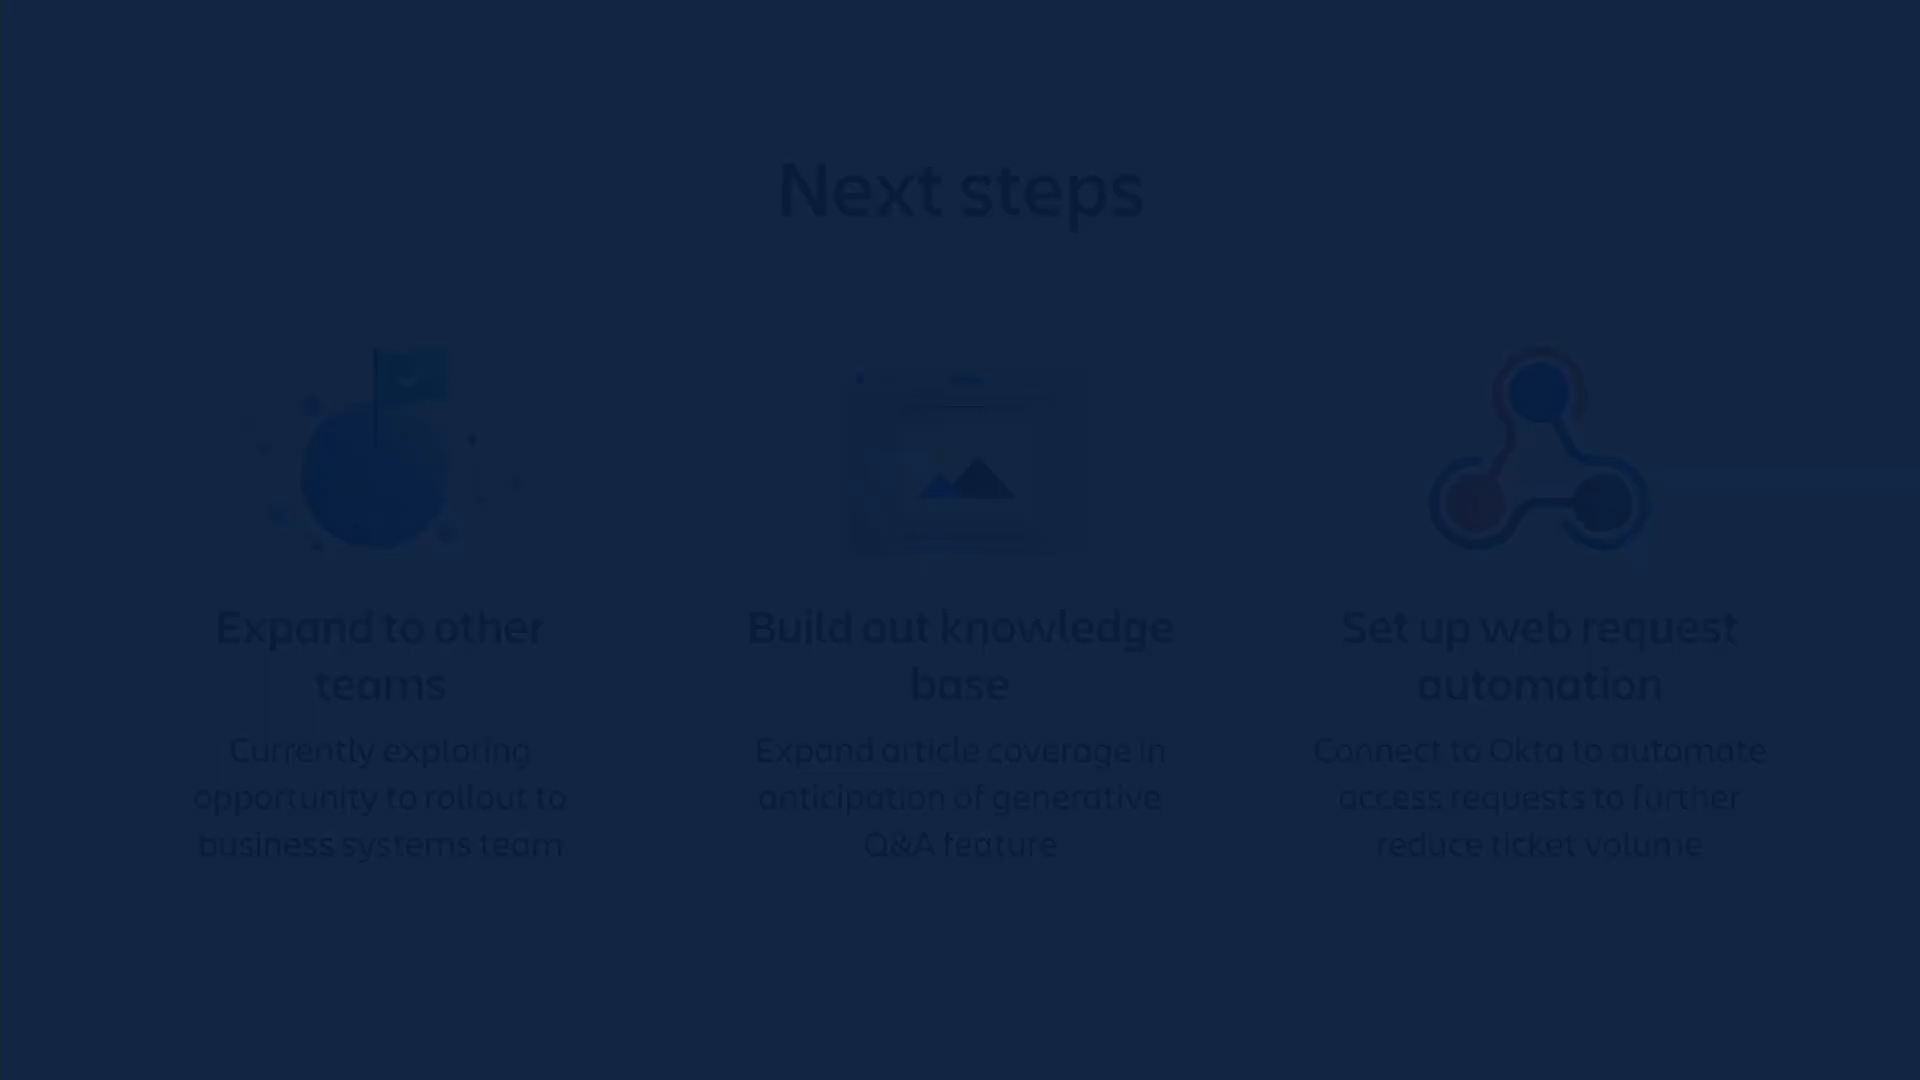 Next steps
Expand to other
teams
Currently exploring
opportunity to rollout to
business systems team
Build out knowledge
base
Expand article coverage in
anticipation of generative
Q&A feature
Set up web request
automation
Connect to Okta to automate
access requests to further
reduce ticket volume